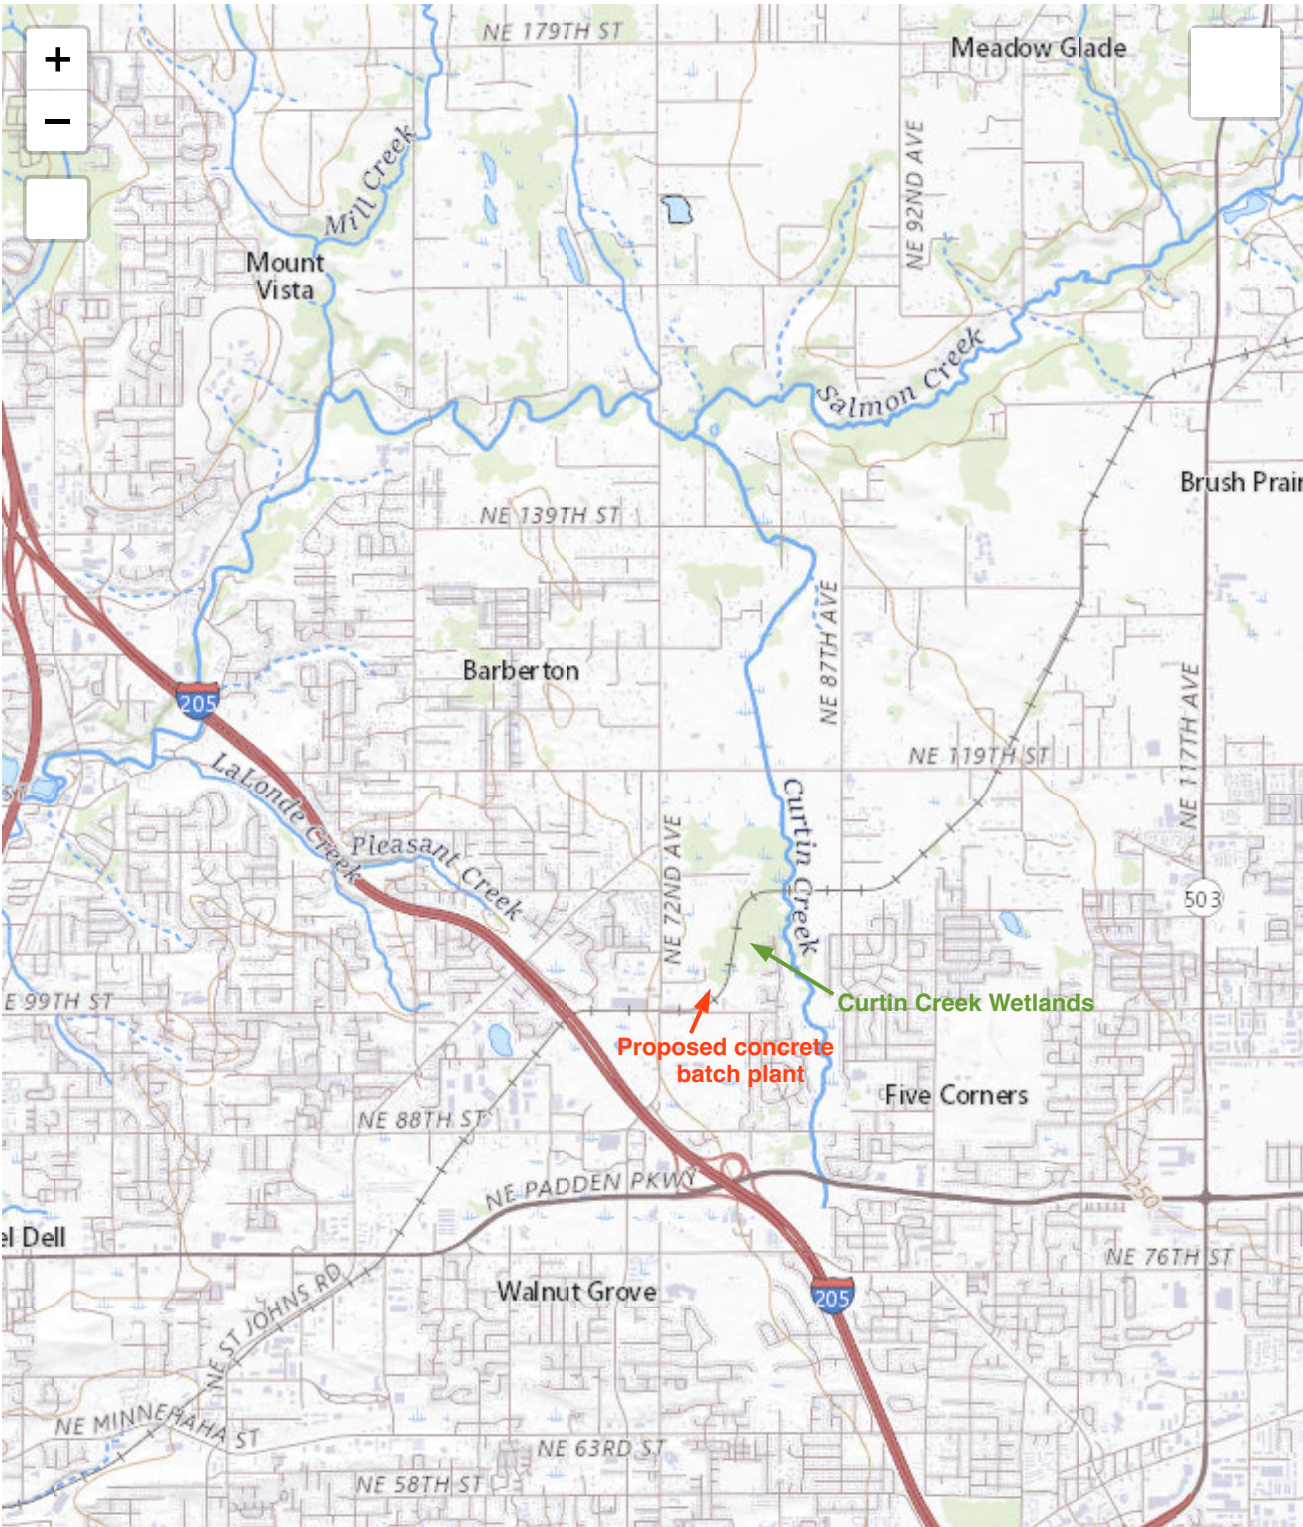 NE 179TH ST
Meadow Glade
+
−
NE 92ND AVE
Mill Creek
Mount
Vista
Salmon Creek
Brush Prair
NE 139TH ST
NE 87TH AVE
Barberton
205
NE 117TH AVE
NE 119TH ST
LaLonde Creek
ST
Curtin Creek
Pleasant Creek
NE 72ND AVE
503
E 99TH ST
Curtin Creek Wetlands
Proposed concrete
batch plant
Five Corners
NE 88TH ST
NE PADDEN PKWY
250
el Dell
NE 76TH ST
Walnut Grove
205
NE ST JOHNS RD
NE MINNEHAHA ST
NE 63RD ST
NE 58TH ST